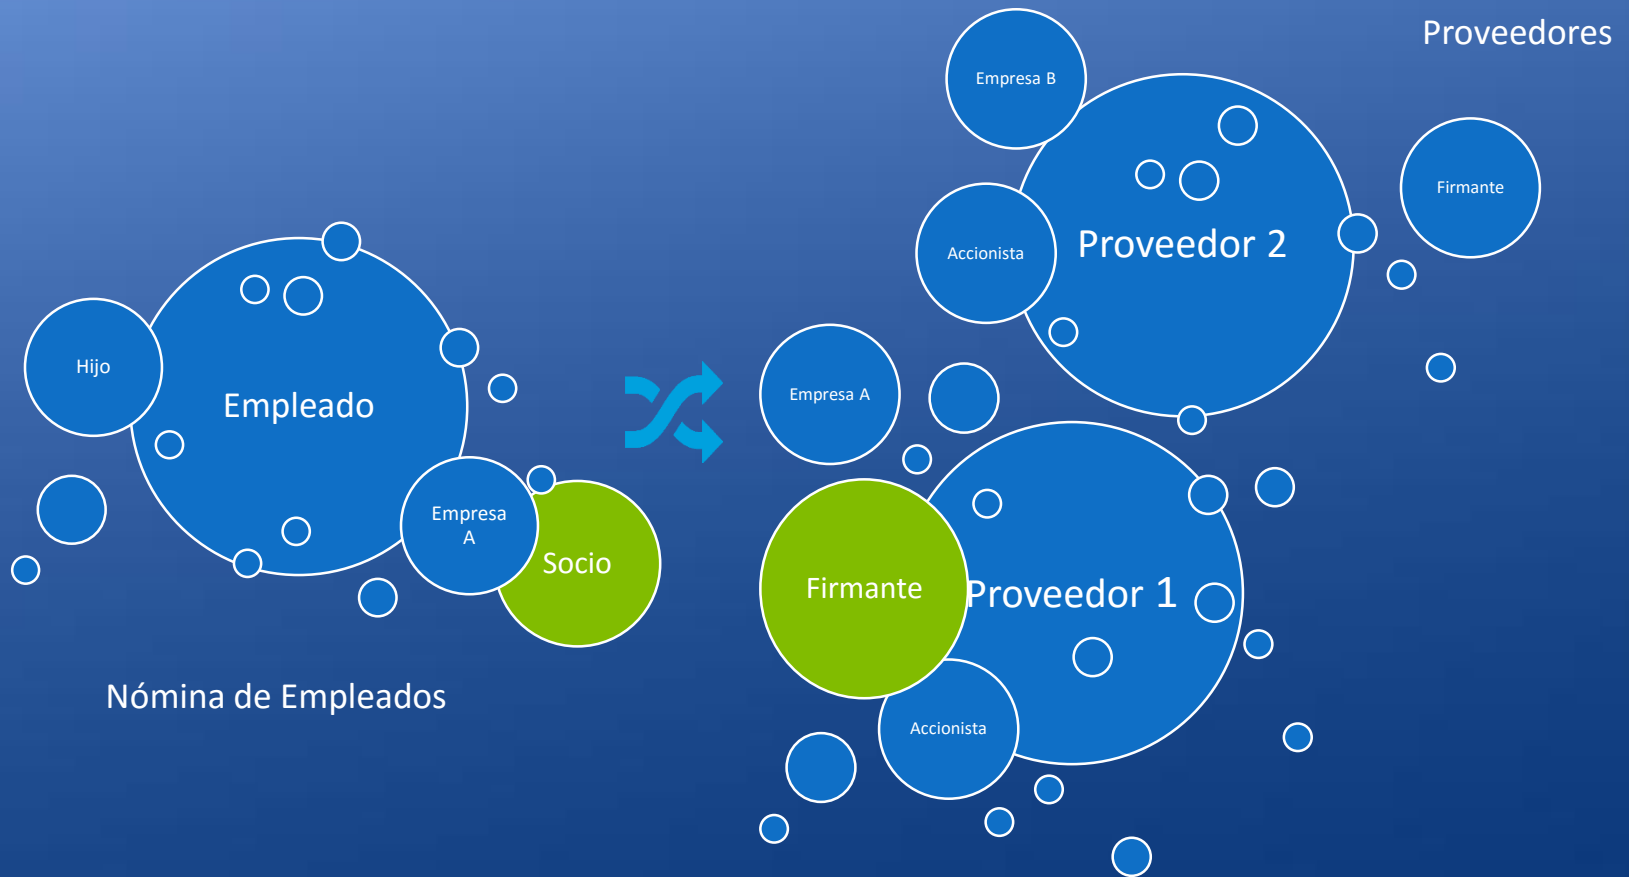 Proveedores
Empresa B
Firmante
Accionista
Proveedor 2
Hijo
Empleado
Empresa A
Empresa
A
Socio
Firmante
Proveedor 1
Accionista
Nómina de Empleados